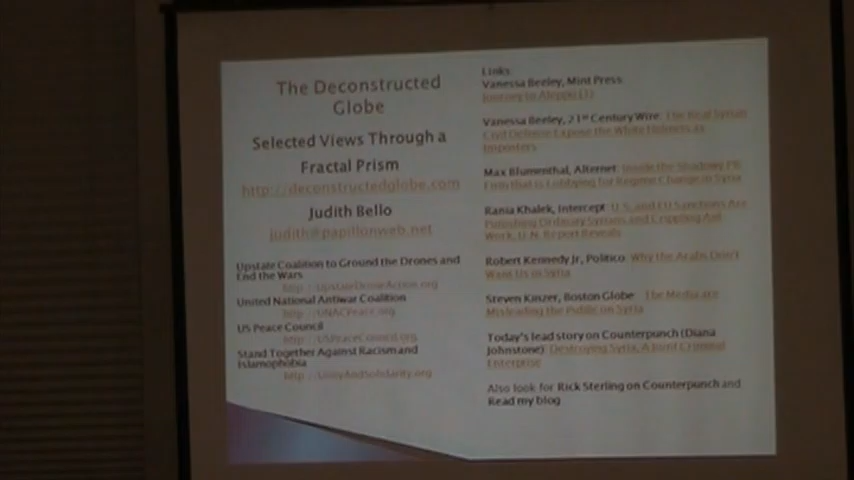 The Deconstructed
Globe
Selected Views Through a
Fractal Prism
http://deconstructedglobe.com
Judith Bello
judith@papillonweb.net
Upstate Coalition to Ground the Drones and
End the Wars
http://UpstateDroneAction.org
United National Antiwar Coalition
http://UNACPeace.org
US Peace Council
http://USPeaceCouncil.org
Stand Together Against Racism and
Islamophobia
http://UnityAndSolidarity.org
Links:
Vanessa Beeley, Mint Press:
Journey to Aleppo
Vanessa Beeley, 21st Century Wire: The Real Syrian
Civil Defense Expose the White Helmets as
Imposters
Max Blumenthal, Alternet: Inside the Shadowy PR
Firm that is Lobbying for Regime Change in Syria
Rania Khalek, Intercept: U.S. and EU Sanctions Are
Punishing Ordinary Syrians and Crippling Aid
Work, U.N. Report Reveals
Robert Kennedy Jr, Politico: Why the Arabs Don't
Want Us in Syria
Steven Kinzer, Boston Globe: The Media are
Misleading the Public on Syria
Today's lead story on Counterpunch (Diana
Johnstone): Destroying Syria, A Joint Criminal
Enterprise
Also look for Rick Sterling on Counterpunch and
Read my blog